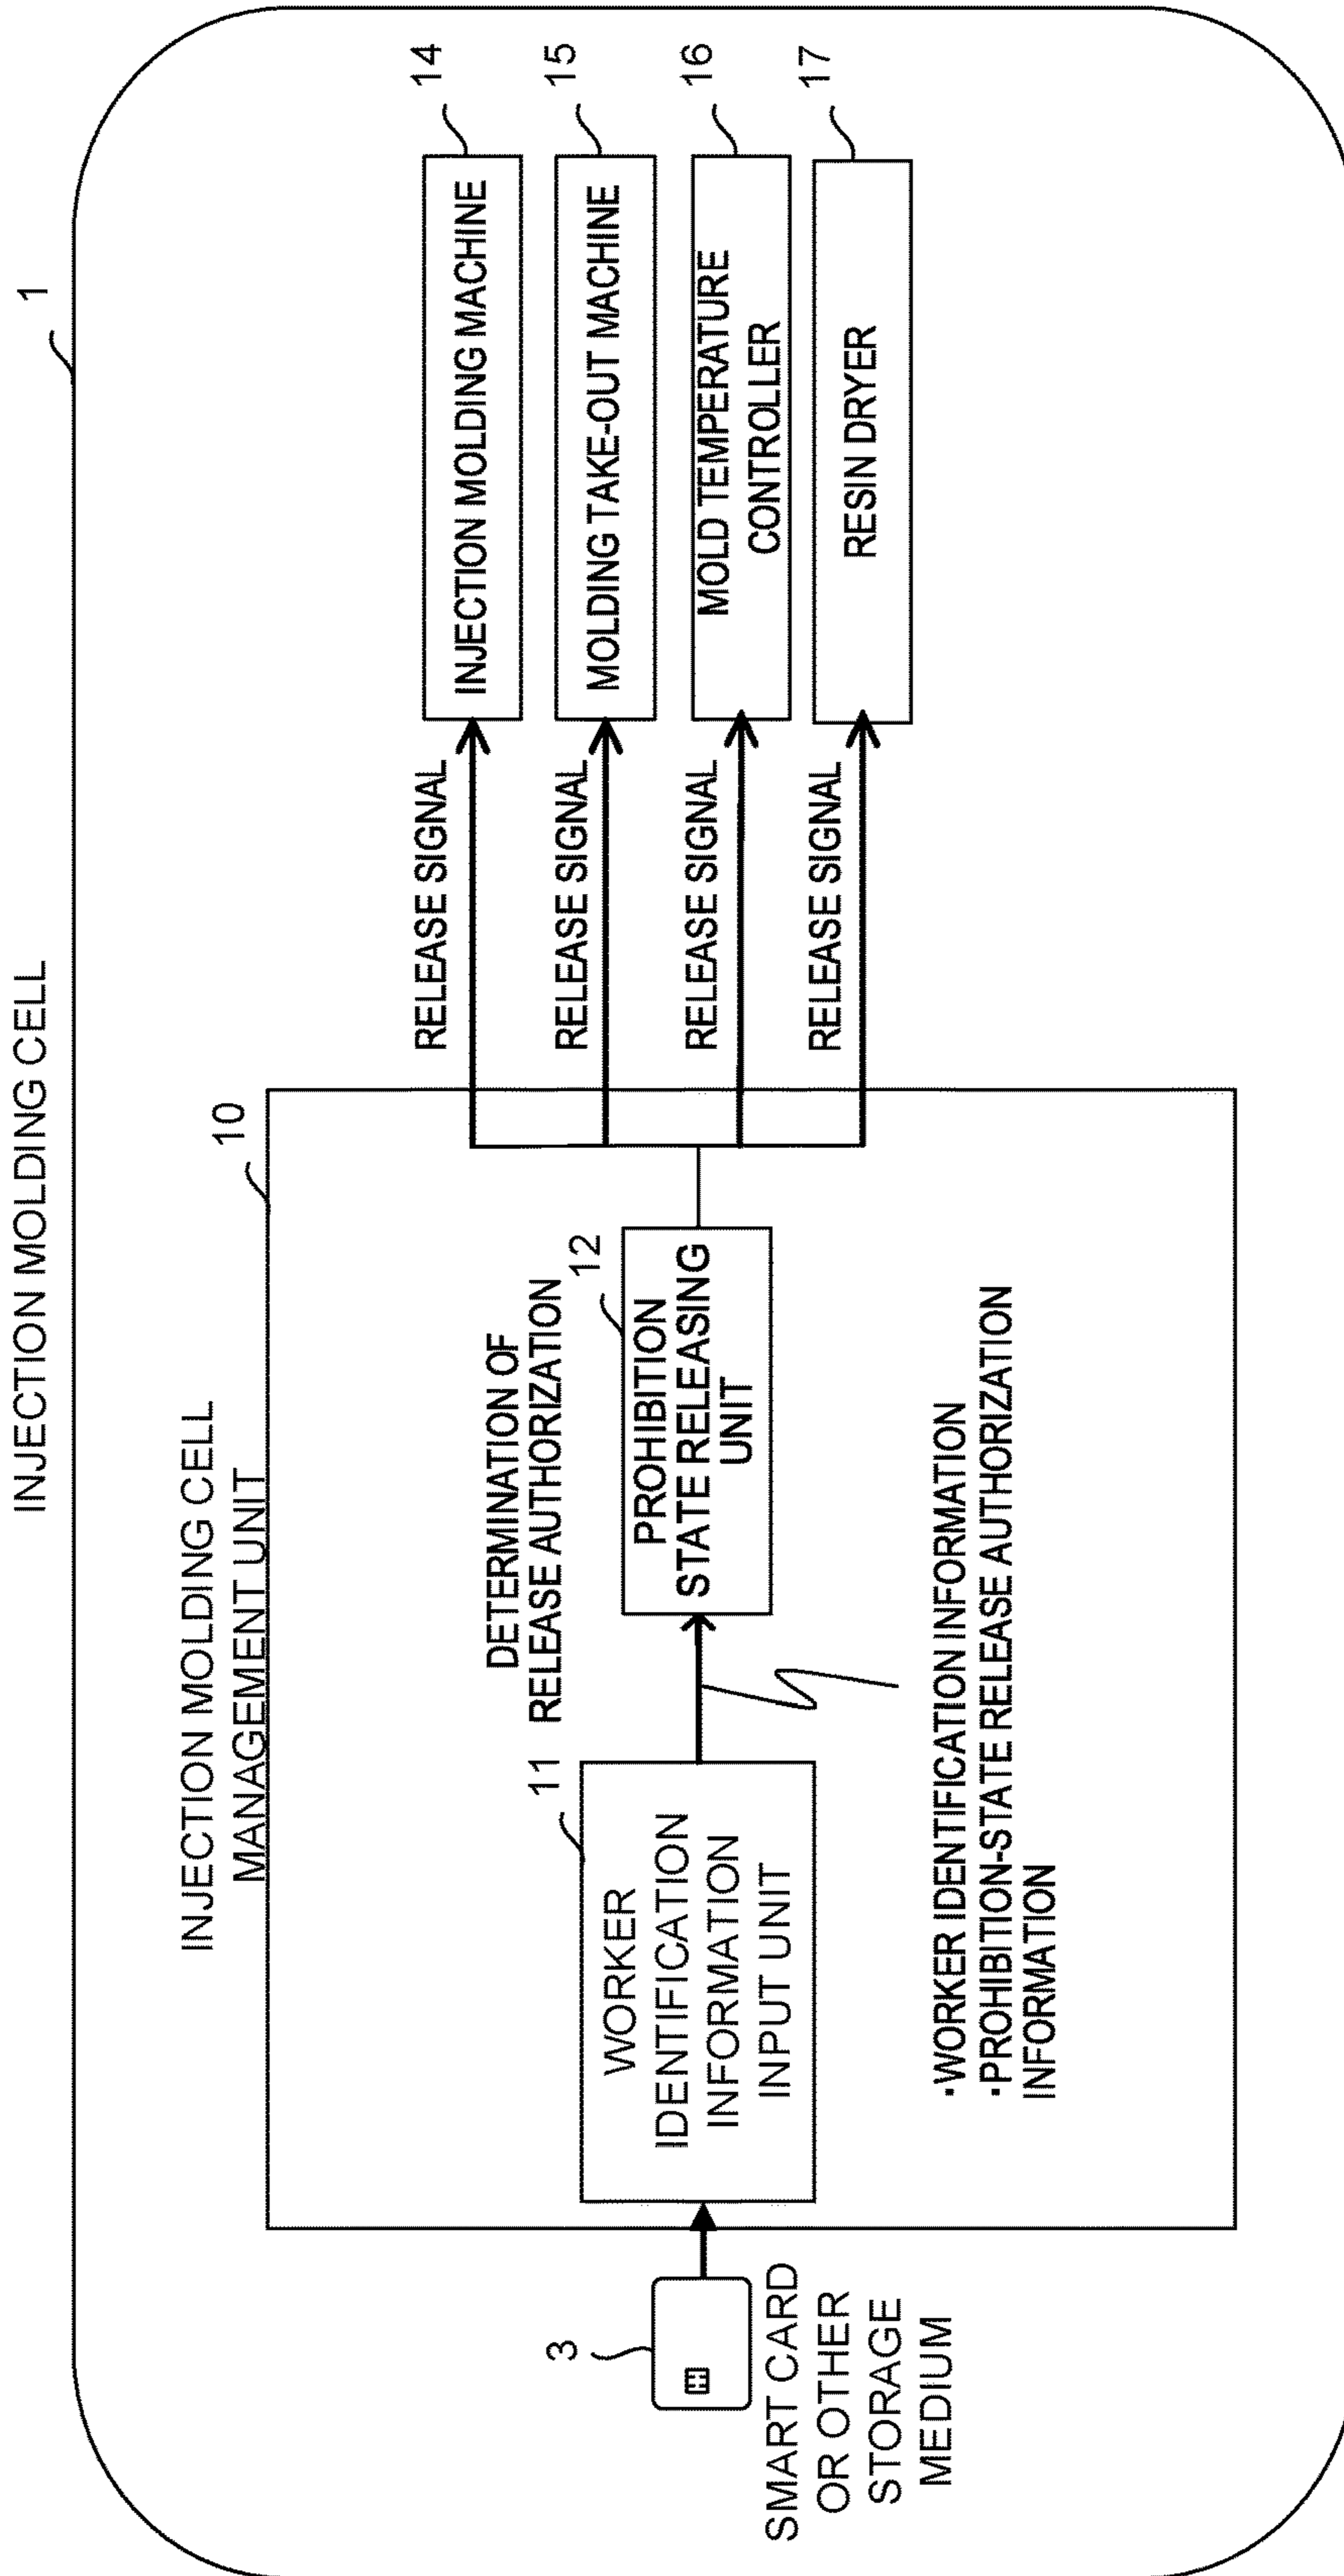 INJECTION MOLDING CELL
1
INJECTION MOLDING CELL
MANAGEMENT UNIT
10
3
SMART CARD
OR OTHER
STORAGE
MEDIUM
11
WORKER
IDENTIFICATION
INFORMATION
INPUT UNIT
DETERMINATION OF
RELEASE AUTHORIZATION
12
PROHIBITION
STATE RELEASING
UNIT
·WORKER IDENTIFICATION INFORMATION
·PROHIBITION-STATE RELEASE AUTHORIZATION
INFORMATION
RELEASE SIGNAL
INJECTION MOLDING MACHINE
14
RELEASE SIGNAL
MOLDING TAKE-OUT MACHINE
15
RELEASE SIGNAL
MOLD TEMPERATURE
CONTROLLER
16
RELEASE SIGNAL
RESIN DRYER
17